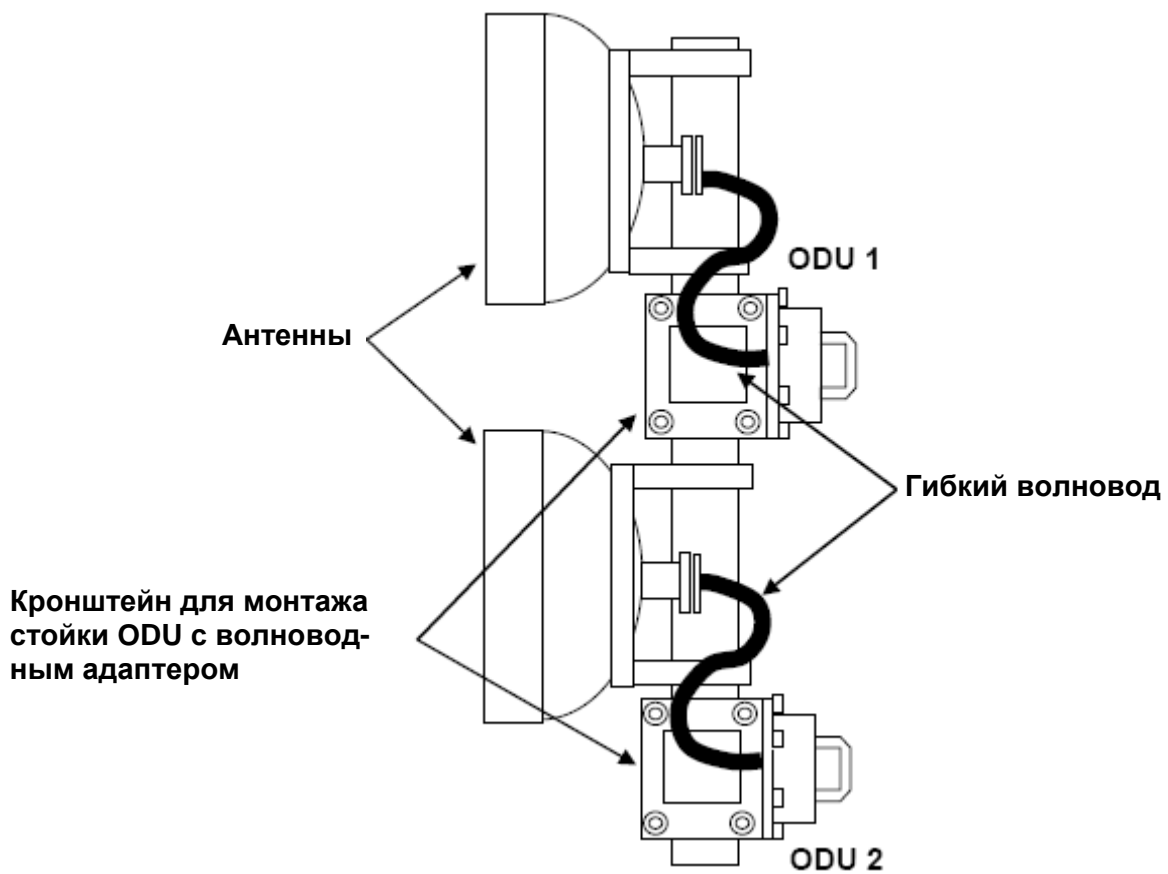 ODU 1
Антенны
Гибкий волновод
Кронштейн для монтажа
стойки ODU с волновод-
ным адаптером
ODU 2